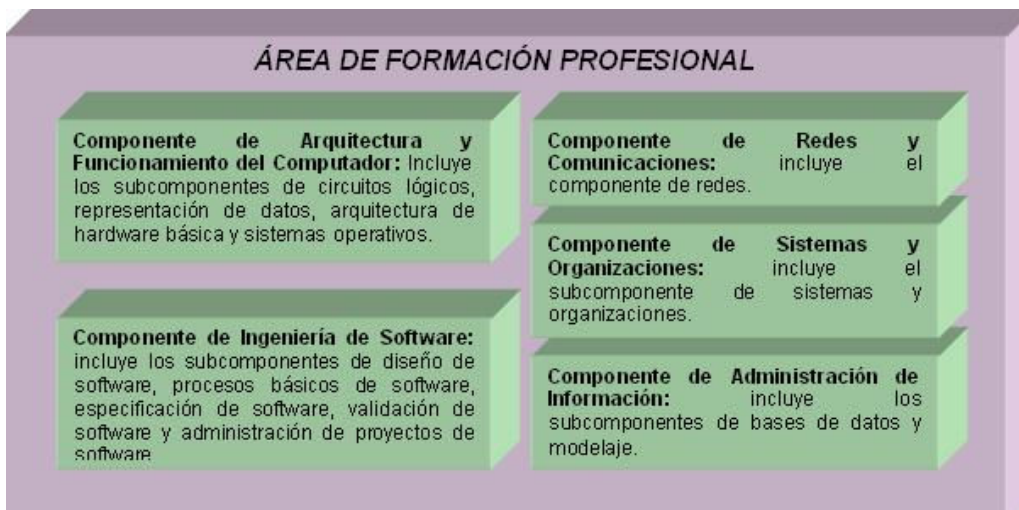 ÁREA DE FORMACIÓN PROFESIONAL
Componente de Arquitectura y
Funcionamiento del Computador: Incluye
los subcomponentes de circuitos lógicos,
representación de datos, arquitectura de
hardware básica y sistemas operativos.
Componente de Ingeniería de Software:
incluye los subcomponentes de diseño de
software, procesos básicos de software,
especificación de software, validación de
software y administración de proyectos de
software
Componente de Redes y
Comunicaciones: incluye el
componente de redes.
Componente de Sistemas y
Organizaciones: incluye el
subcomponente de sistemas y
organizaciones.
Componente de Administración de
Información: incluye los
subcomponentes de bases de datos y
modelaje.